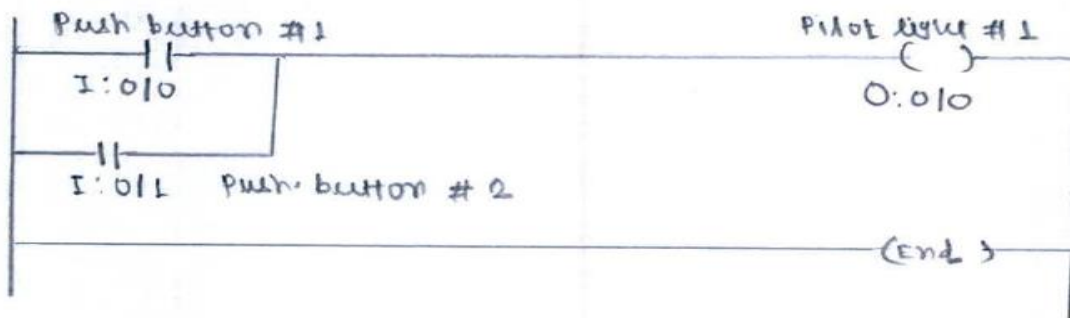 Push button #1
Pilot light #1
I:0/0
O:0/0
I:0/1 Push button #2
(End)